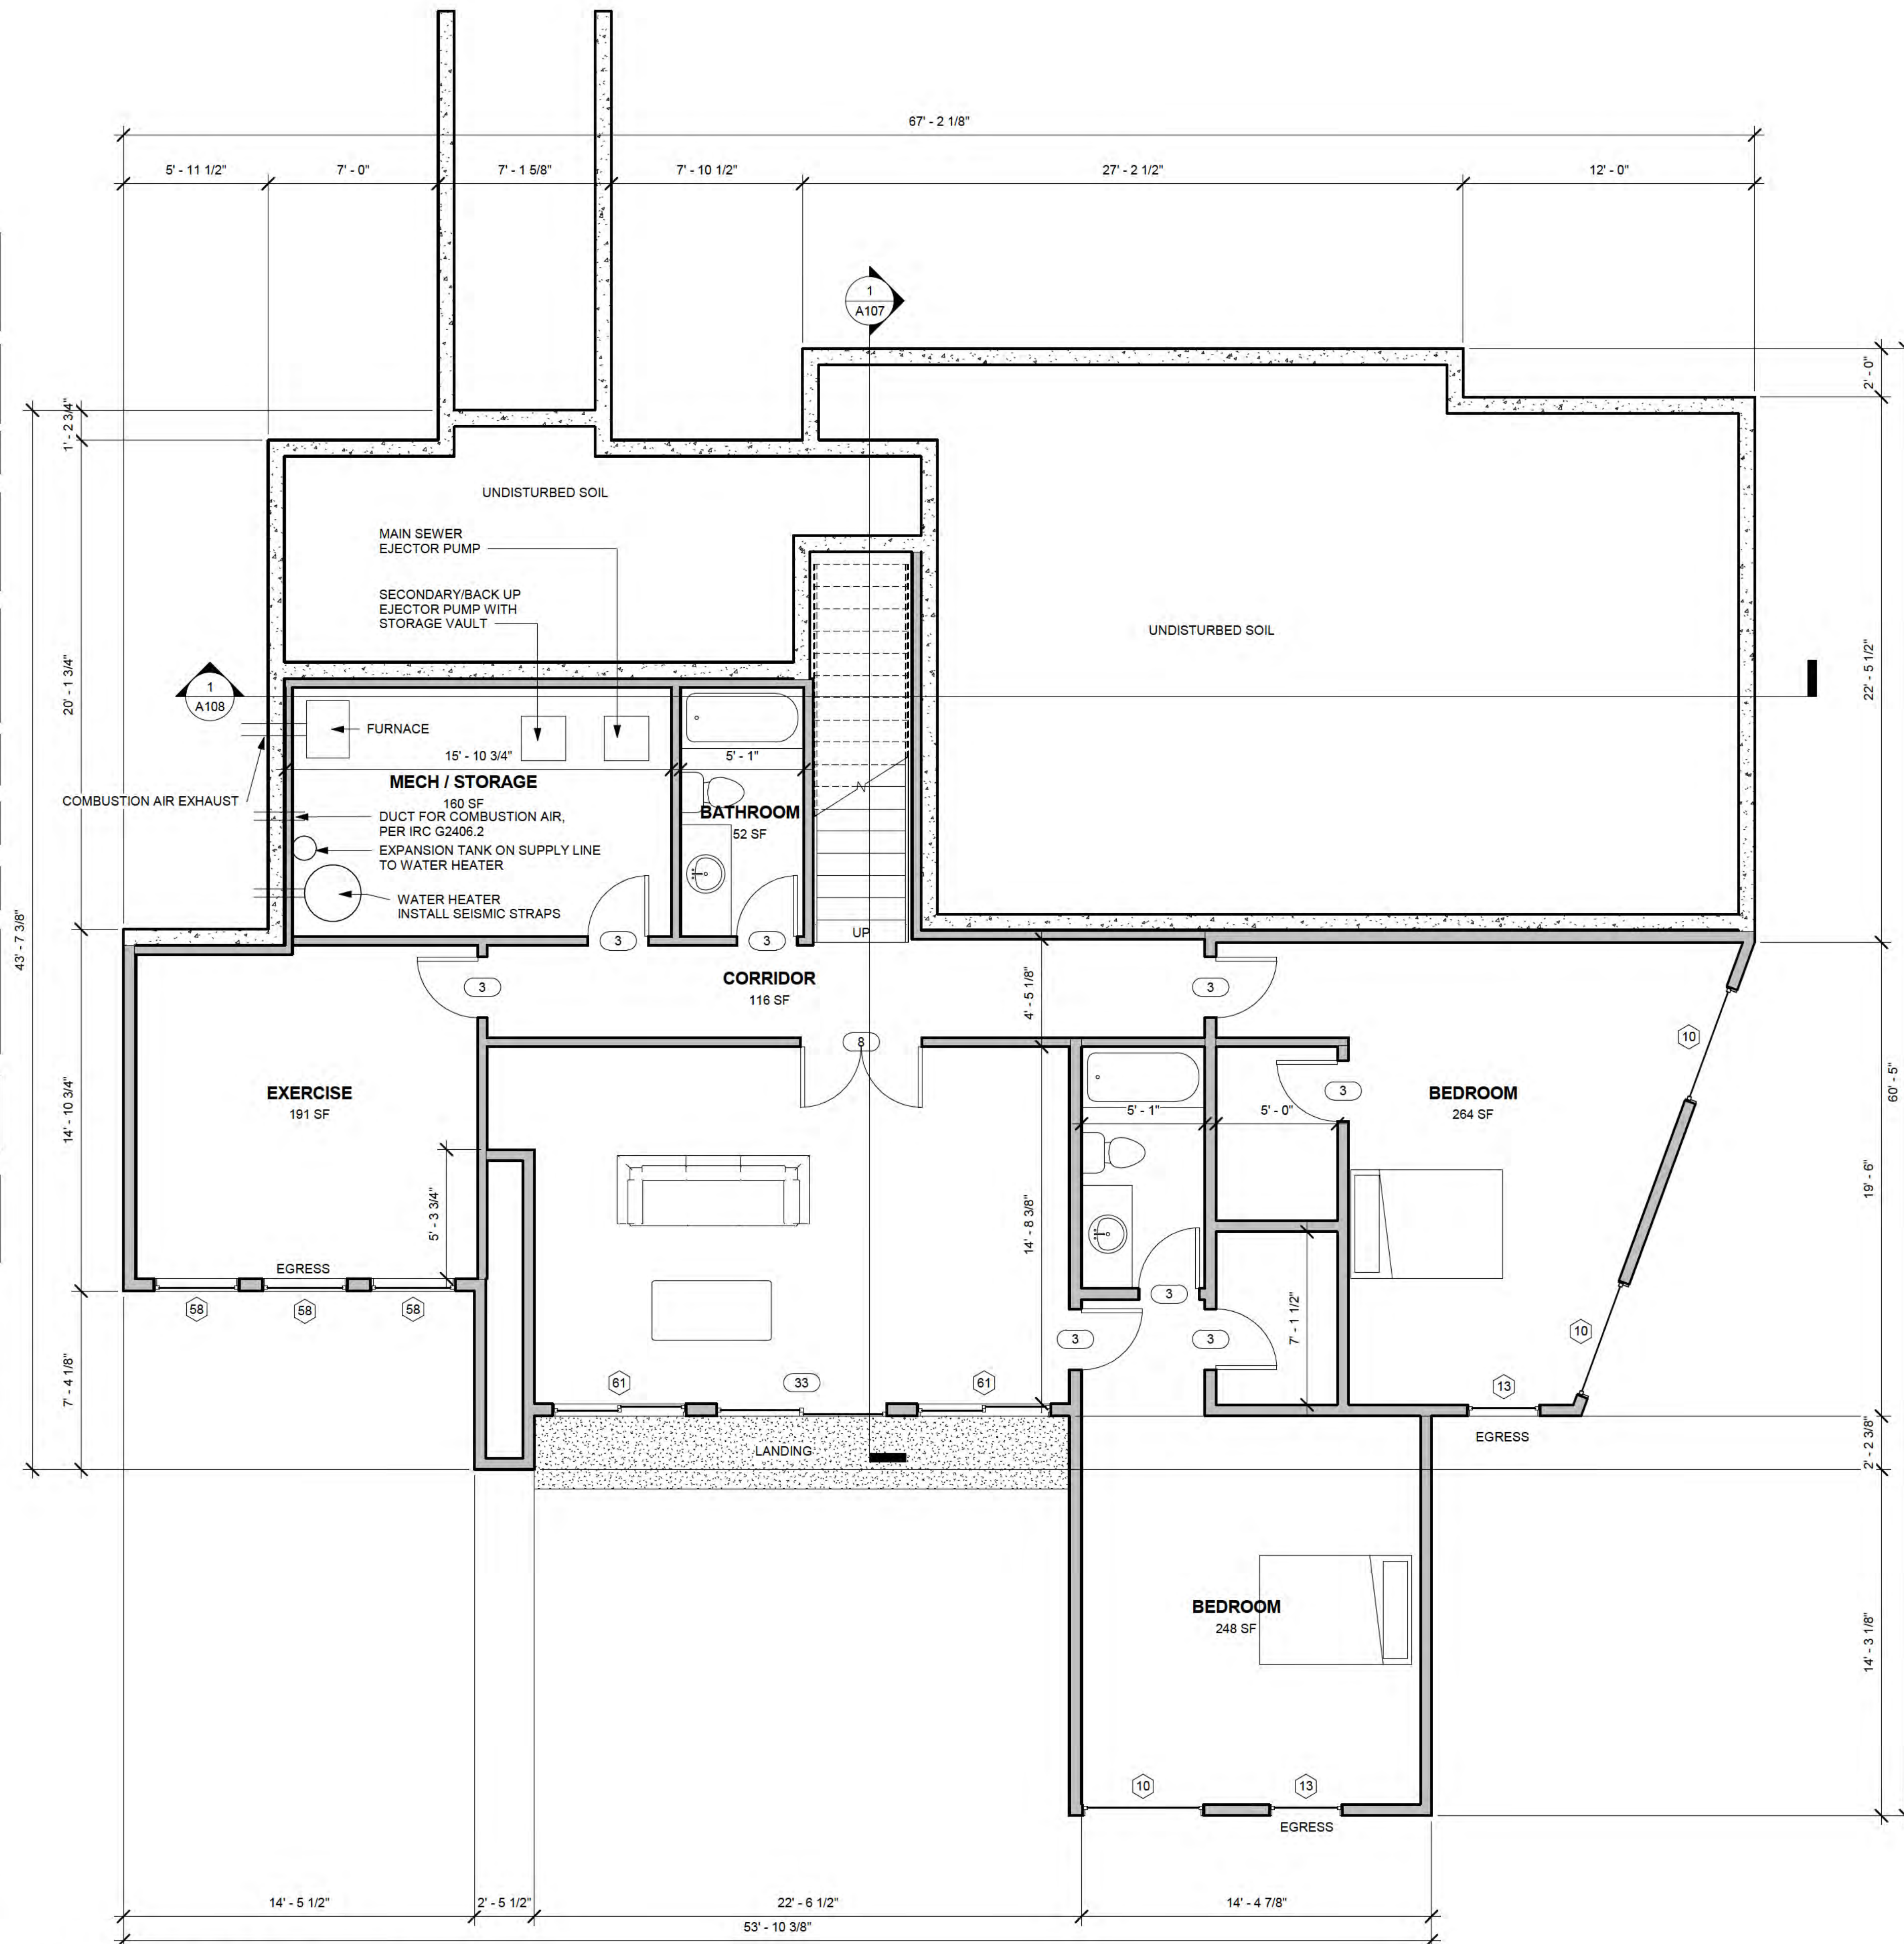 67' - 2 1/8"
5' - 11 1/2"
7' - 0"
7' - 1 5/8"
7' - 10 1/2"
27' - 2 1/2"
12' - 0"
1
A107
2' - 0"
1' - 2 3/4"
UNDISTURBED SOIL
MAIN SEWER
EJECTOR PUMP
SECONDARY/BACK UP
EJECTOR PUMP WITH
STORAGE VAULT
UNDISTURBED SOIL
20' - 1 3/4"
22' - 5 1/2"
1
A108
FURNACE
15' - 10 3/4"
5' - 1"
MECH / STORAGE
160 SF
COMBUSTION AIR EXHAUST
DUCT FOR COMBUSTION AIR,
PER IRC G2406.2
BATHROOM
52 SF
EXPANSION TANK ON SUPPLY LINE
TO WATER HEATER
WATER HEATER
INSTALL SEISMIC STRAPS
43' - 7 3/8"
3
3
UP
CORRIDOR
116 SF
3
4' - 5 1/8"
3
8
10
EXERCISE
191 SF
14' - 10 3/4"
5' - 1"
5' - 0"
3
BEDROOM
264 SF
60' - 5"
5' - 3 3/4"
14' - 8 3/8"
19' - 6"
EGRESS
58
58
58
3
3
3
7' - 1 1/2"
10
7' - 4 1/8"
61
33
61
13
EGRESS
LANDING
2' - 2 3/8"
BEDROOM
248 SF
14' - 3 1/8"
10
13
EGRESS
14' - 5 1/2"
2' - 5 1/2"
22' - 6 1/2"
14' - 4 7/8"
53' - 10 3/8"